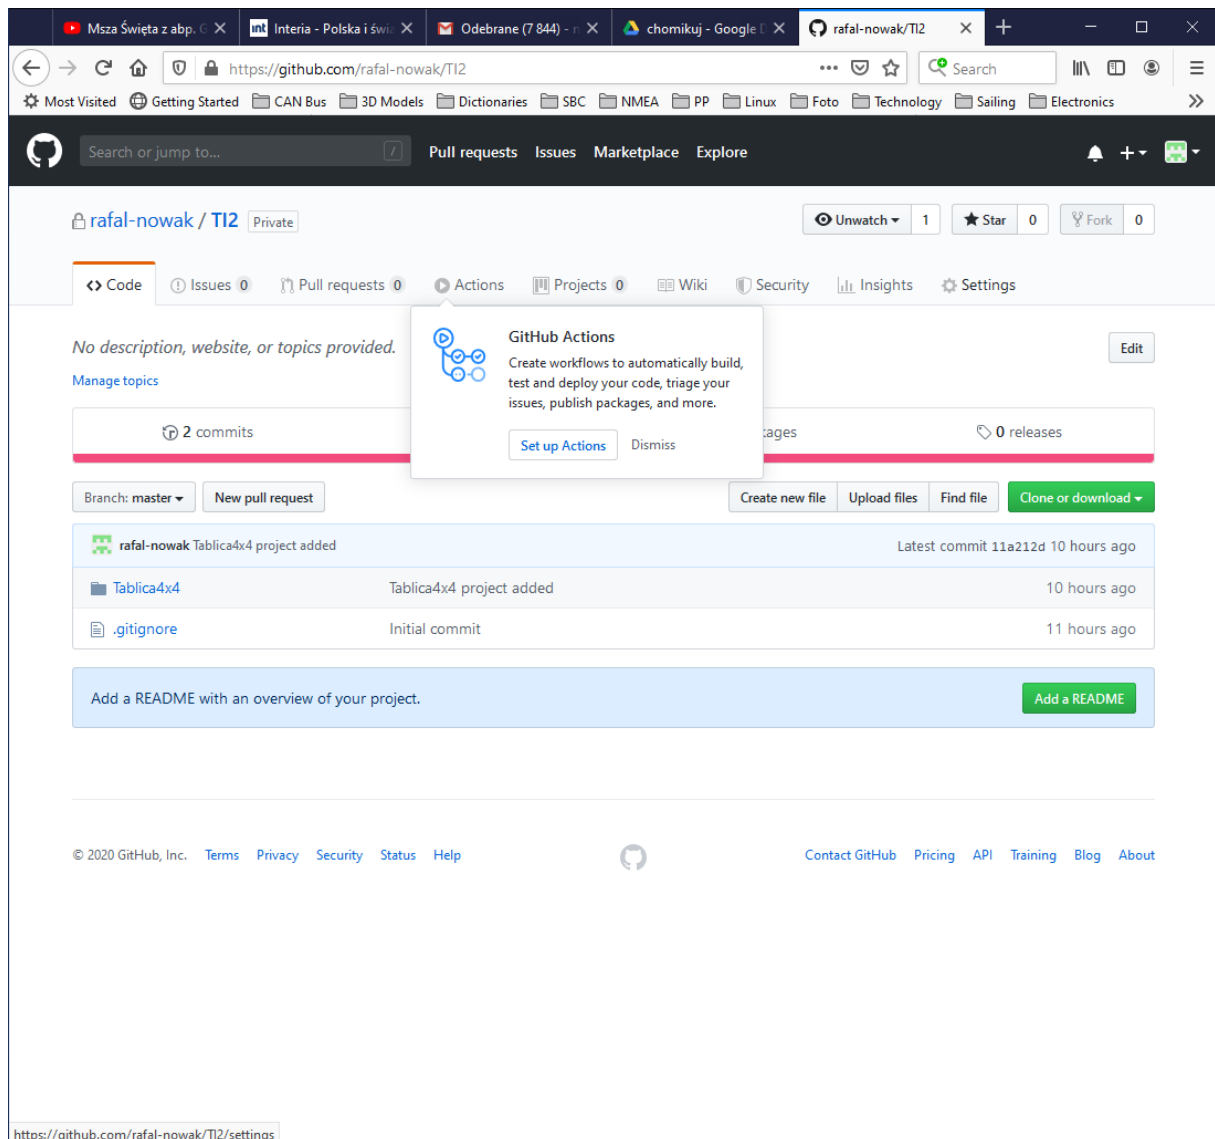 Msza Święta z abp. G
Interia - Polska i świa
Odebrane (7 844) - n
chomikuj - Google D
rafal-nowak/TI2
https://github.com/rafal-nowak/TI2
Search
Most Visited Getting Started CAN Bus 3D Models Dictionaries SBC NMEA PP Linux Foto Technology Sailing Electronics
Search or jump to... / Pull requests Issues Marketplace Explore
rafal-nowak / TI2 Private
Unwatch 1 Star 0 Fork 0
Code Issues 0 Pull requests 0 Actions Projects 0 Wiki Security Insights Settings
GitHub Actions
Create workflows to automatically build,
test and deploy your code, triage your
issues, publish packages, and more.
Set up Actions Dismiss
No description, website, or topics provided.
Edit
Manage topics
2 commits
0 releases
Branch: master New pull request
Create new file Upload files Find file Clone or download
rafal-nowak Tablica4x4 project added Latest commit 11a212d 10 hours ago
Tablica4x4 Tablica4x4 project added 10 hours ago
.gitignore Initial commit 11 hours ago
Add a README with an overview of your project. Add a README
© 2020 GitHub, Inc. Terms Privacy Security Status Help
Contact GitHub Pricing API Training Blog About
https://github.com/rafal-nowak/TI2/settings